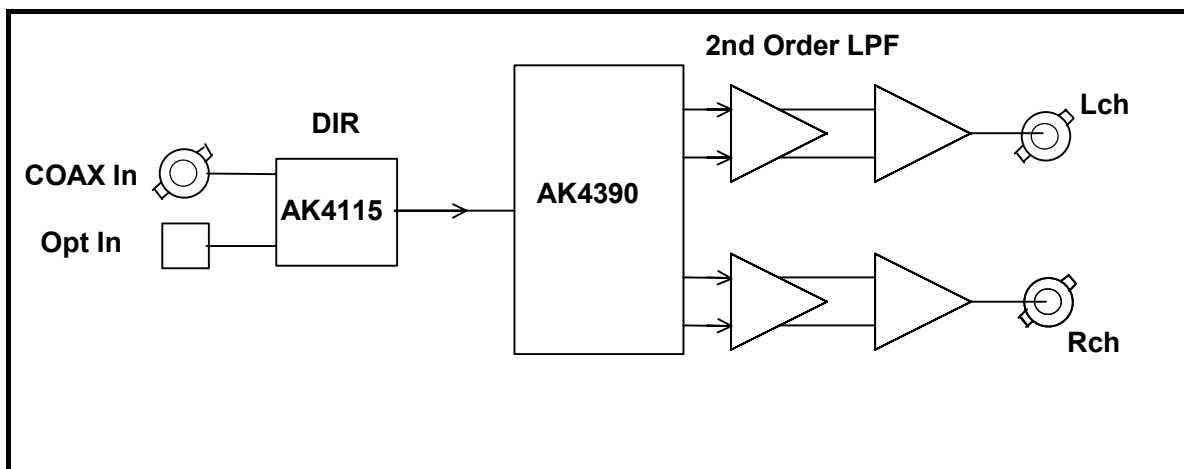 2nd Order LPF
Lch
DIR
COAX In
AK4115
AK4390
Opt In
Rch